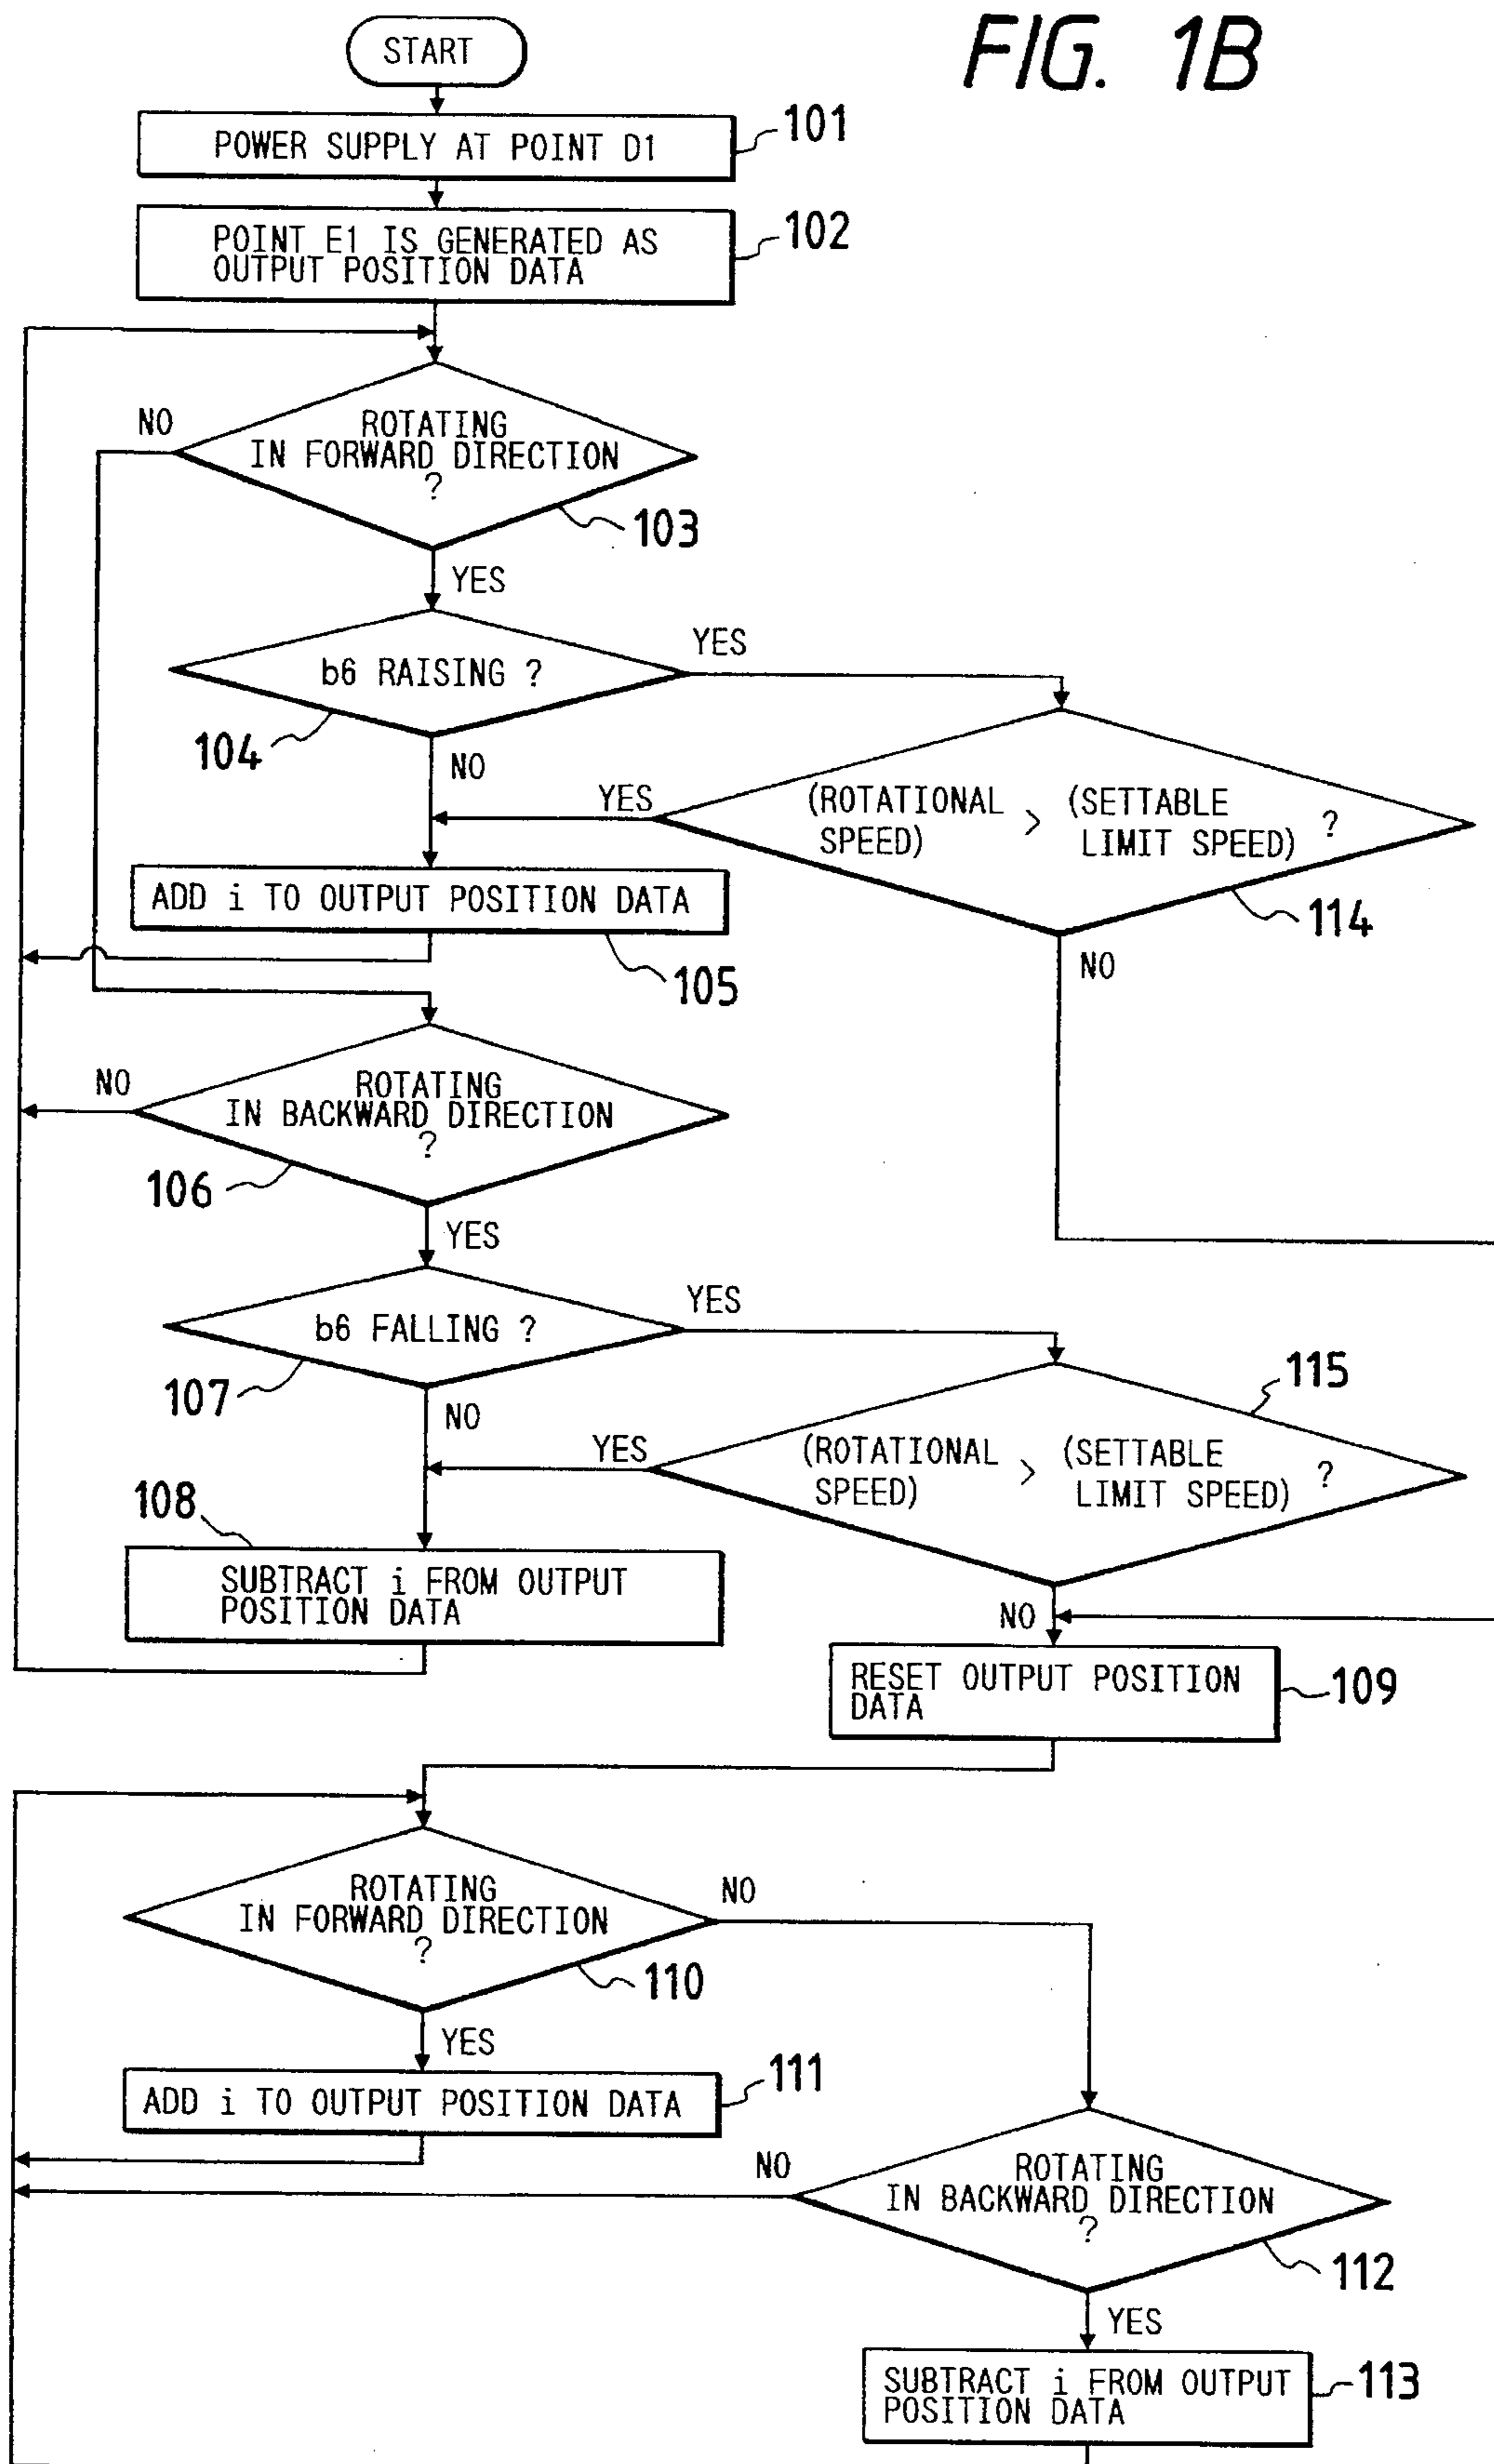 FIG. 1B
START
POWER SUPPLY AT POINT D1
101
POINT E1 IS GENERATED AS
OUTPUT POSITION DATA
102
ROTATING
IN FORWARD DIRECTION
?
NO
103
YES
b6 RAISING ?
YES
104
NO
(ROTATIONAL
SPEED)
>
(SETTABLE
LIMIT SPEED)
?
YES
114
NO
ADD i TO OUTPUT POSITION DATA
105
ROTATING
IN BACKWARD DIRECTION
?
NO
106
YES
b6 FALLING ?
YES
107
NO
115
(ROTATIONAL
SPEED)
>
(SETTABLE
LIMIT SPEED)
?
YES
108
SUBTRACT i FROM OUTPUT
POSITION DATA
NO
RESET OUTPUT POSITION
DATA
109
ROTATING
IN FORWARD DIRECTION
?
NO
110
YES
ADD i TO OUTPUT POSITION DATA
111
ROTATING
IN BACKWARD DIRECTION
?
NO
112
YES
SUBTRACT i FROM OUTPUT
POSITION DATA
113